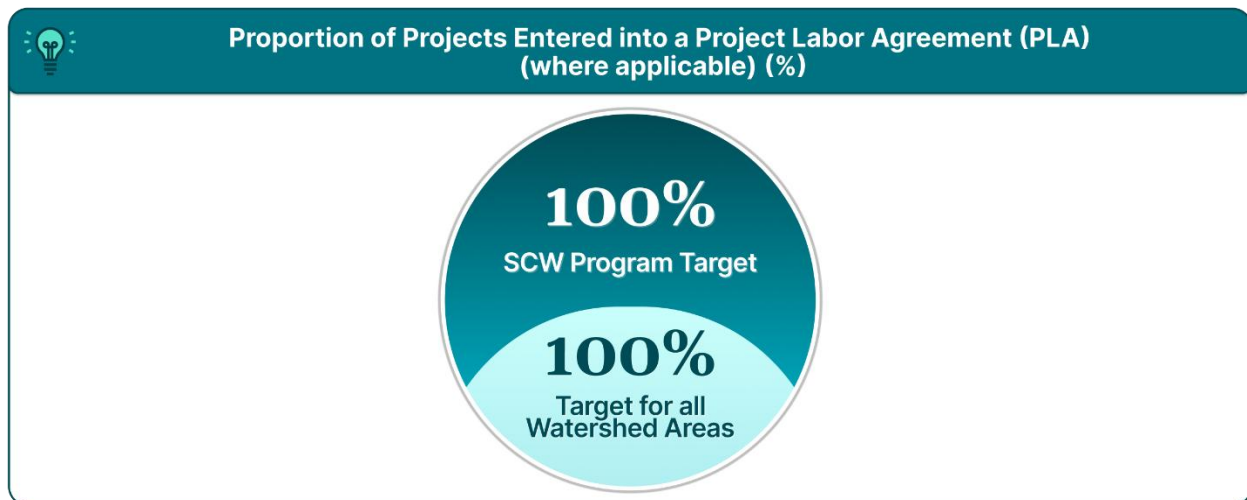 Proportion of Projects Entered into a Project Labor Agreement (PLA)
(where applicable) (%)
100%
SCW Program Target
100%
Target for all
Watershed Areas